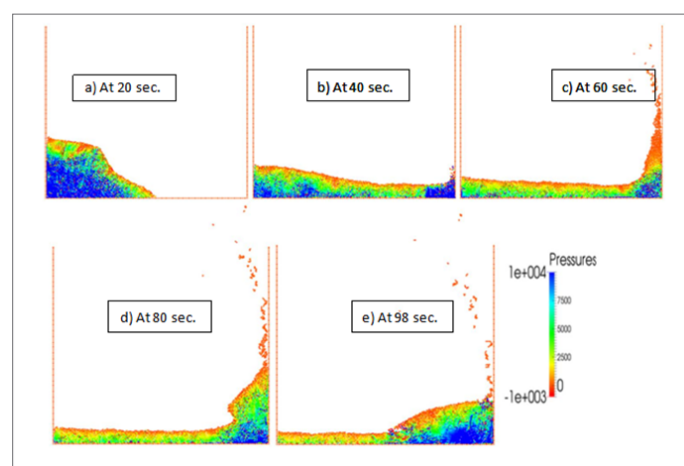 a) At 20 sec.
b) At 40 sec.
c) At 60 sec.
d) At 80 sec.
e) At 98 sec.
Pressures
1e+004
7500
5000
2500
0
-1e+003